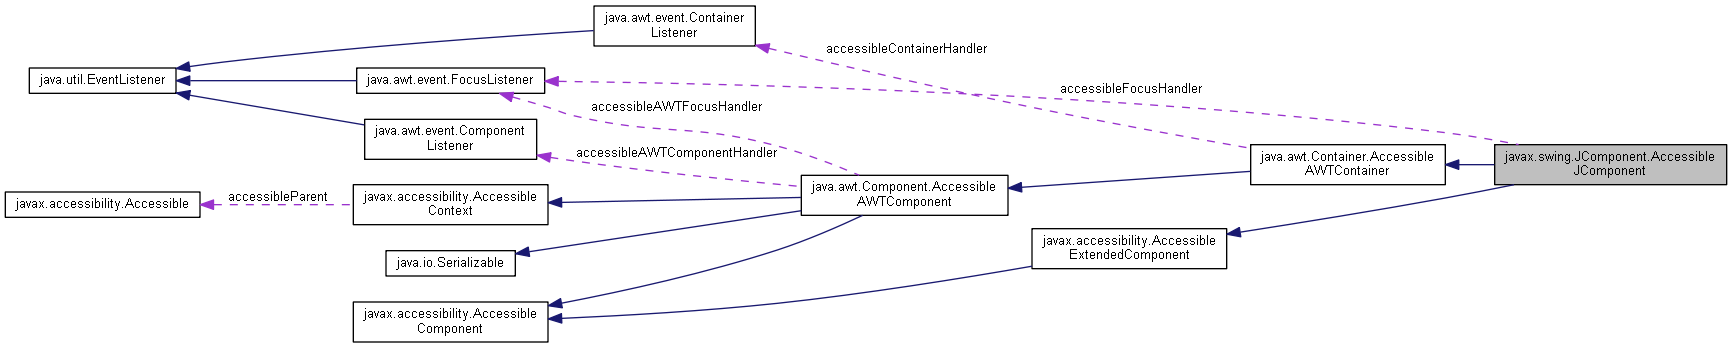 java.awt.event.Container
Listener
accessibleContainerHandler
java.util.EventListener
java.awt.event.FocusListener
accessibleFocusHandler
accessibleAWTFocusHandler
java.awt.event.Component
Listener
accessibleAWTComponentHandler
java.awt.Container.Accessible
AWTContainer
javax.swing.JComponent.Accessible
JComponent
javax.accessibility.Accessible
accessibleParent
javax.accessibility.Accessible
Context
java.awt.Component.Accessible
AWTComponent
javax.accessibility.Accessible
ExtendedComponent
java.io.Serializable
javax.accessibility.Accessible
Component